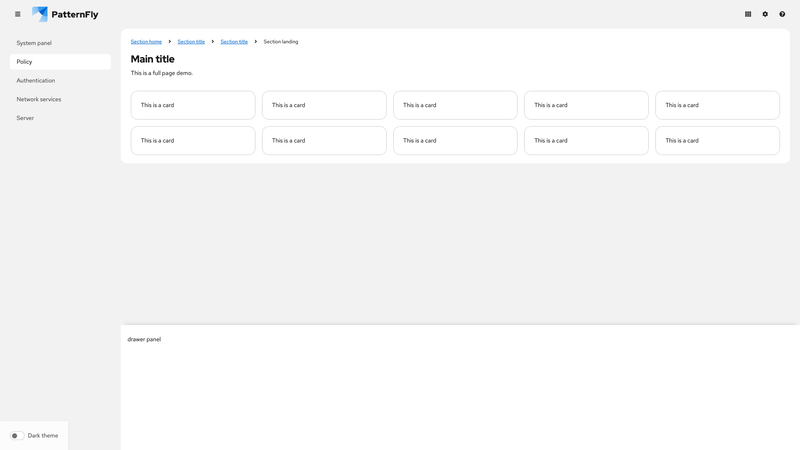 PatternFly
System panel
Policy
Authentication
Network services
Server
Section home
Section title
Section title
Section landing
Main title
This is a full page demo.
This is a card
This is a card
This is a card
This is a card
This is a card
This is a card
This is a card
This is a card
This is a card
This is a card
drawer panel
Dark theme